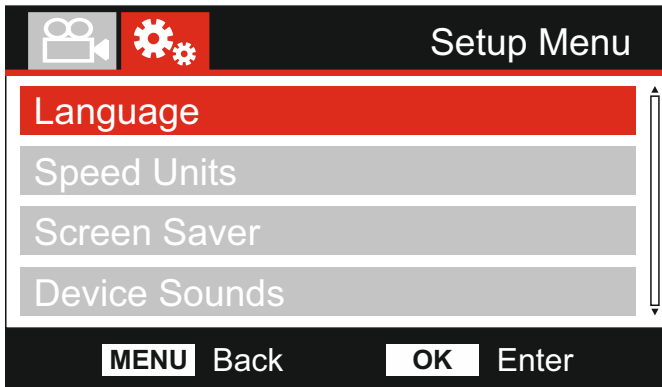 Setup Menu
Language
Speed Units
Screen Saver
Device Sounds
MENU Back OK Enter